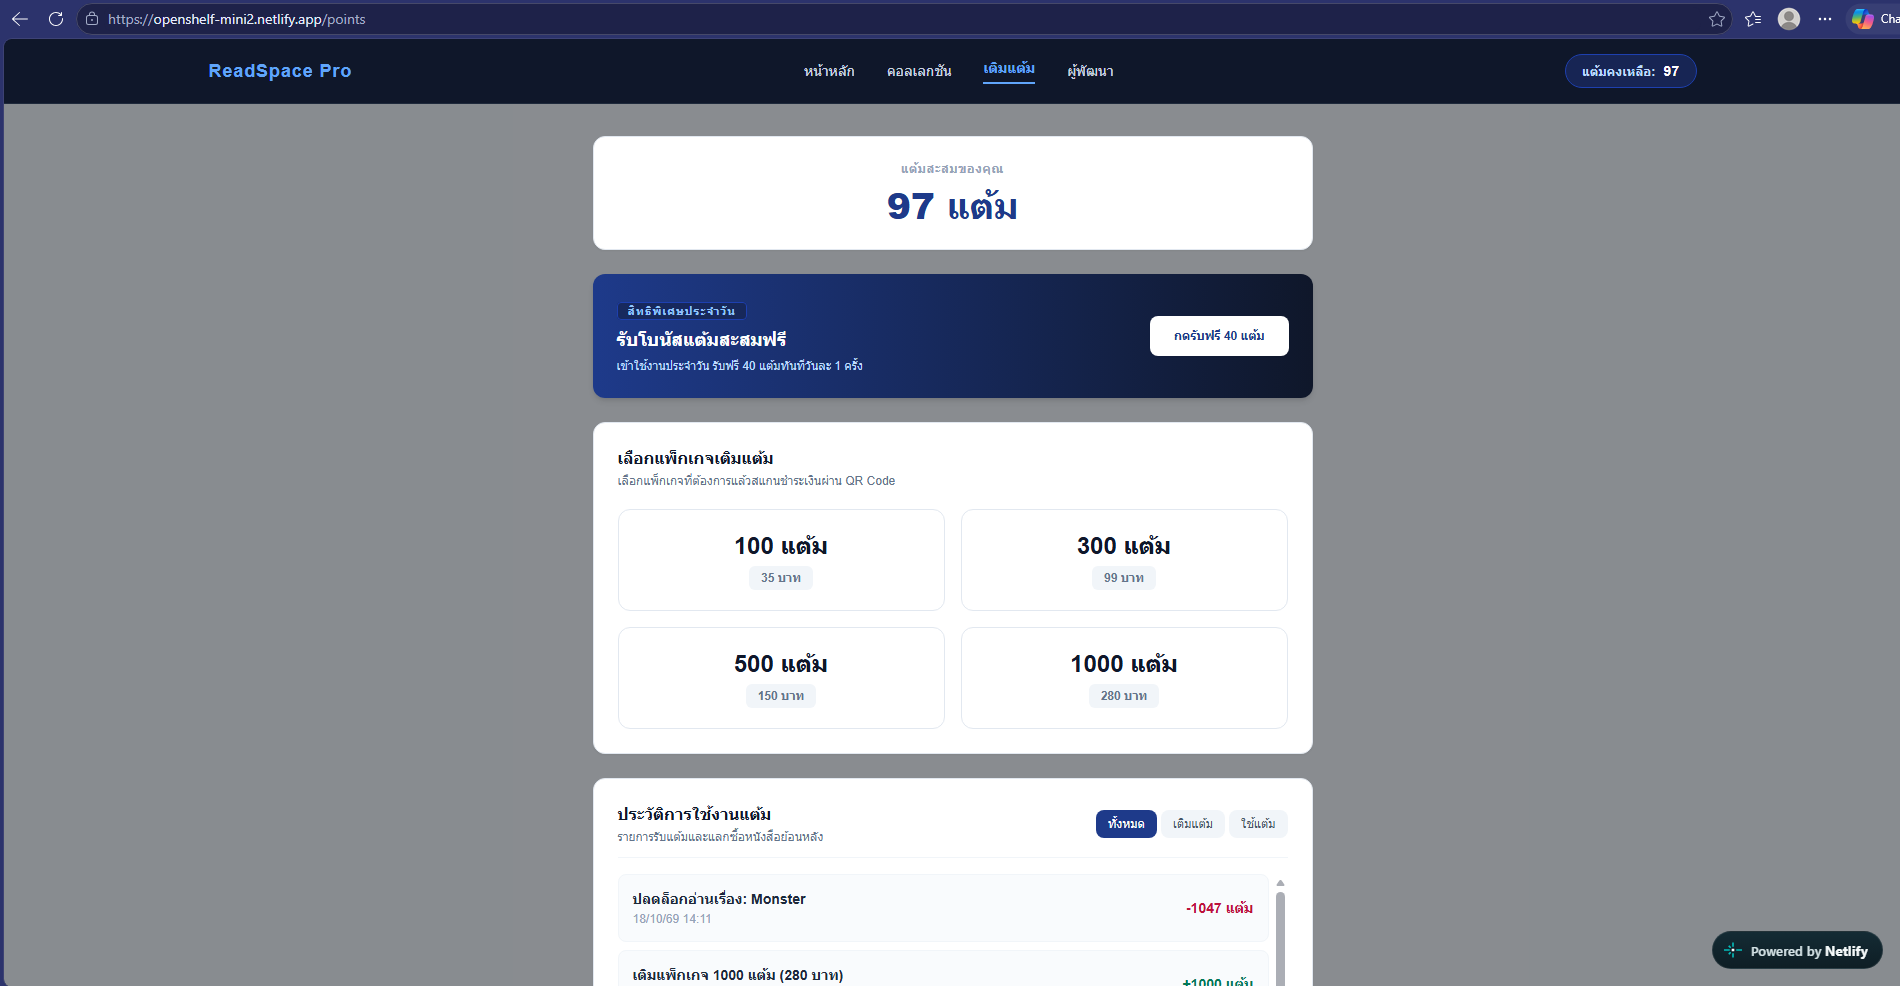 https://openshelf-mini2.netlify.app/points
Cha
ReadSpace Pro
หน้าหลัก
คอลเลกชัน
เติมแต้ม
ผู้พัฒนา
แต้มคงเหลือ: 97
แต้มสะสมของคุณ
97 แต้ม
สิทธิพิเศษประจำวัน
รับโบนัสแต้มสะสมฟรี
เข้าใช้งานประจำวัน รับฟรี 40 แต้มทันทีวันละ 1 ครั้ง
กดรับฟรี 40 แต้ม
เลือกแพ็กเกจเติมแต้ม
เลือกแพ็กเกจที่ต้องการแล้วสแกนชำระเงินผ่าน QR Code
100 แต้ม
35 บาท
300 แต้ม
99 บาท
500 แต้ม
150 บาท
1000 แต้ม
280 บาท
ประวัติการใช้งานแต้ม
รายการรับแต้มและแลกซื้อหนังสือย้อนหลัง
ทั้งหมด
เติมแต้ม
ใช้แต้ม
ปลดล็อกอ่านเรื่อง: Monster
18/10/69 14:11
-1047 แต้ม
เติมแพ็กเกจ 1000 แต้ม (280 บาท)
+1000 แต้ม
Powered by Netlify